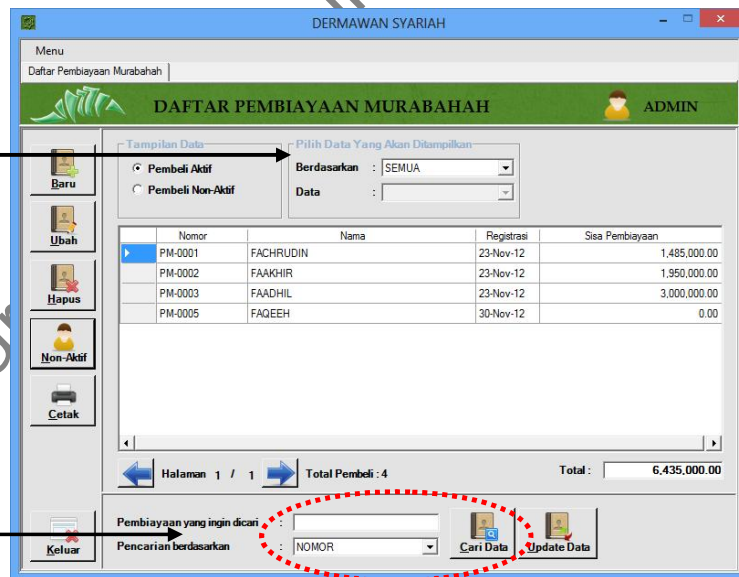 DERMAWAN SYARIAH
Menu
Daftar Pembiayaan Murabahah
DAFTAR PEMBIAYAAN MURABAHAH
ADMIN
Tampilan Data
Pembeli Aktif
Pembeli Non-Aktif
Pilih Data Yang Akan Ditampilkan
Berdasarkan : SEMUA
Data :
Baru
Ubah
Hapus
Non-Aktif
Cetak
Nomor Nama Registrasi Sisa Pembiayaan
PM-0001 FACHRUDIN 23-Nov-12 1,485,000.00
PM-0002 FAAKHIR 23-Nov-12 1,950,000.00
PM-0003 FAADHIL 23-Nov-12 3,000,000.00
PM-0005 FAQEEH 30-Nov-12 0.00
Halaman 1 / 1 Total Pembeli : 4 Total : 6,435,000.00
Pembiayaan yang ingin dicari :
Pencarian berdasarkan : NOMOR
Cari Data
Update Data
Keluar